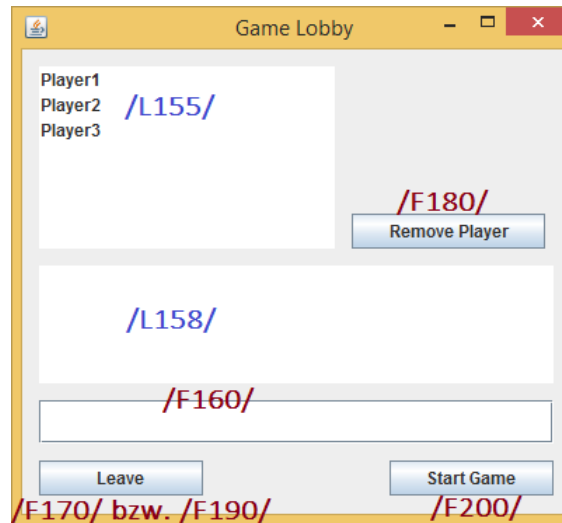 Game Lobby
Player1
Player2 /L155/
Player3
/F180/
Remove Player
/L158/
/F160/
Leave Start Game
/F170/ bzw. /F190/ /F200/